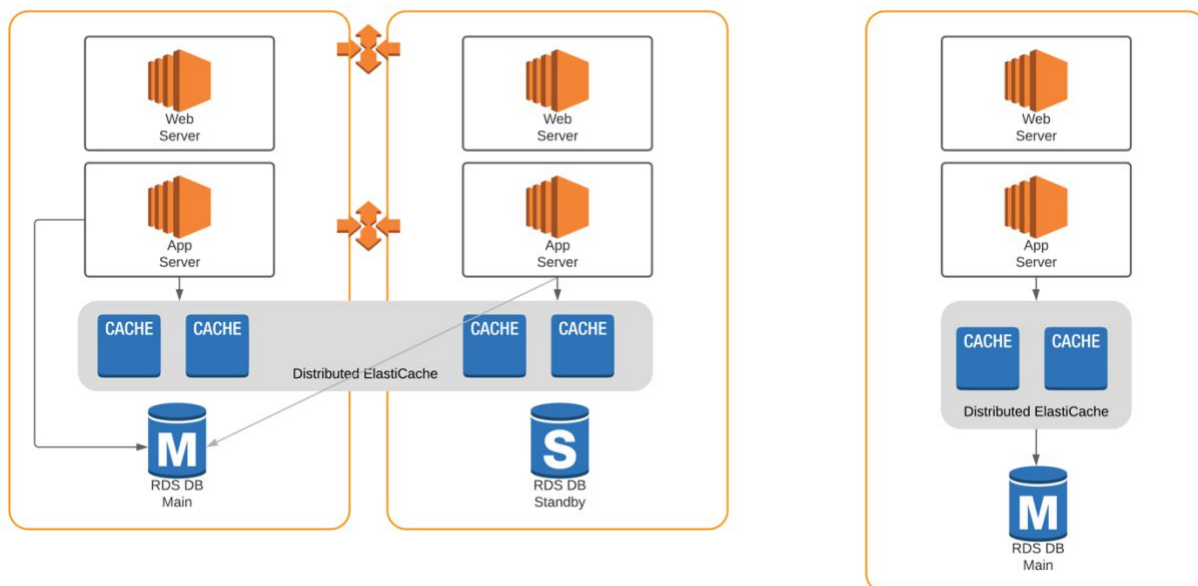 Web
Server
Web
Server
Web
Server
App
Server
App
Server
App
Server
CACHE
CACHE
CACHE
CACHE
CACHE
CACHE
Distributed ElastiCache
Distributed ElastiCache
M
S
RDS DB
Main
RDS DB
Standby
M
RDS DB
Main